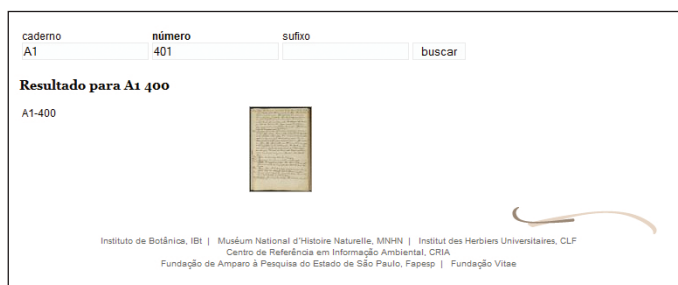 caderno número sufixo
A1 401 buscar
Resultado para A1 400
A1-400
Instituto de Botânica, IBt | Muséum National d'Histoire Naturelle, MNHN | Institut des Herbiers Universitaires, CLF
Centro de Referência em Informação Ambiental, CRIA
Fundação de Amparo à Pesquisa do Estado de São Paulo, Fapesp | Fundação Vitae